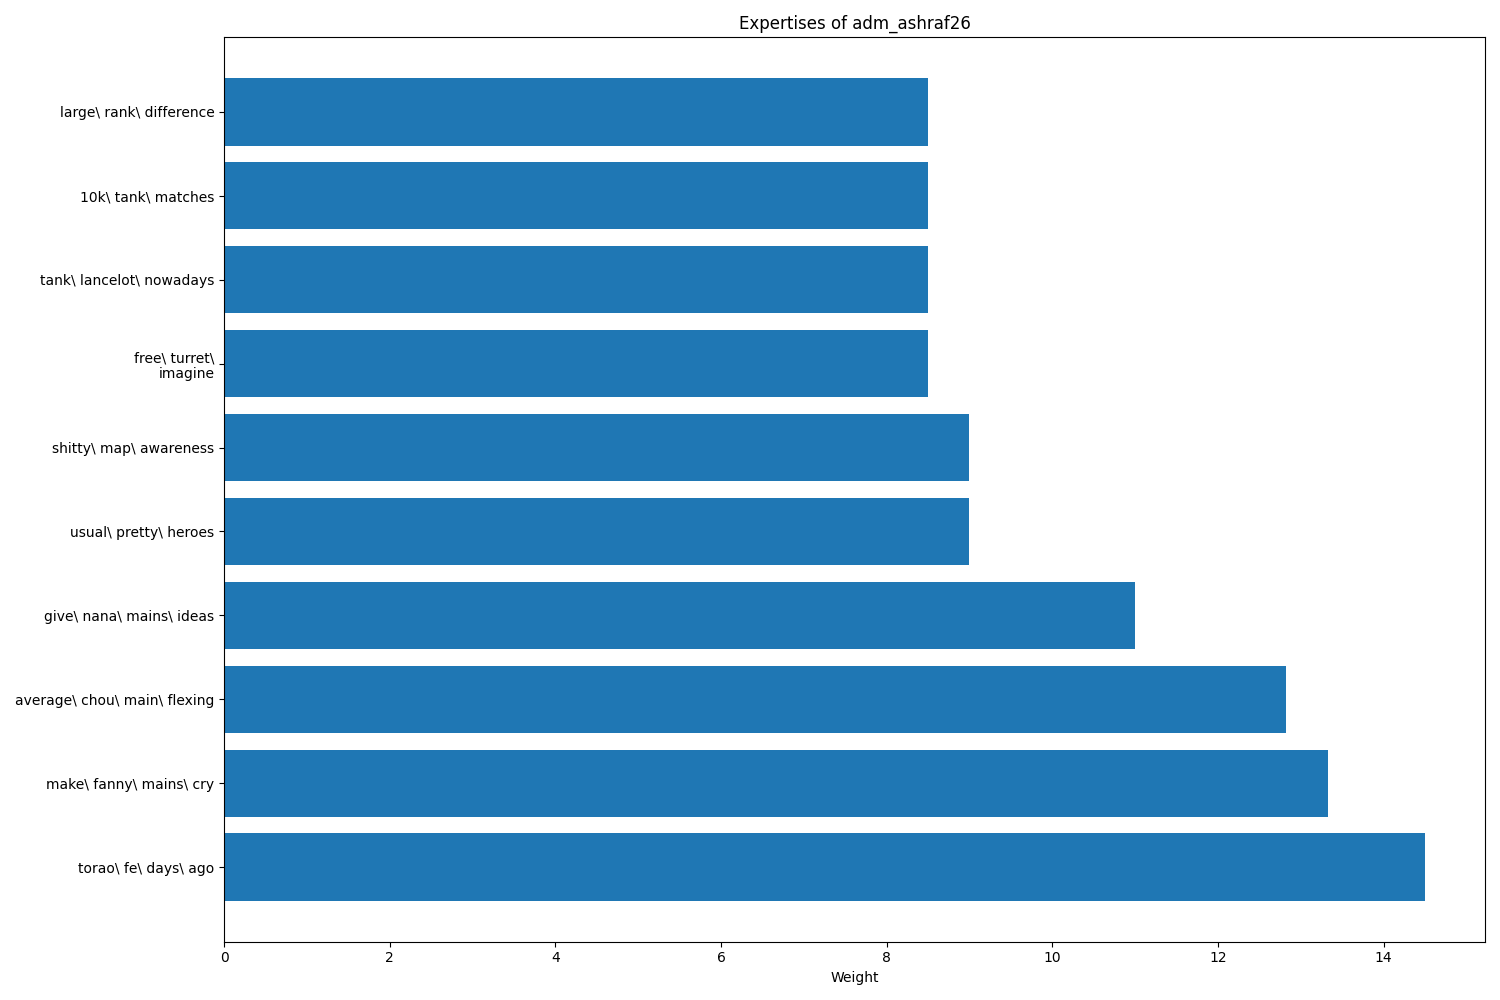 Expertises of adm_ashraf26
large\ rank\ difference
10k\ tank\ matches
tank\ lancelot\ nowadays
free\ turret\
imagine
shitty\ map\ awareness
usual\ pretty\ heroes
give\ nana\ mains\ ideas
average\ chou\ main\ flexing
make\ fanny\ mains\ cry
torao\ fe\ days\ ago
0 2 4 6 8 10 12 14
Weight